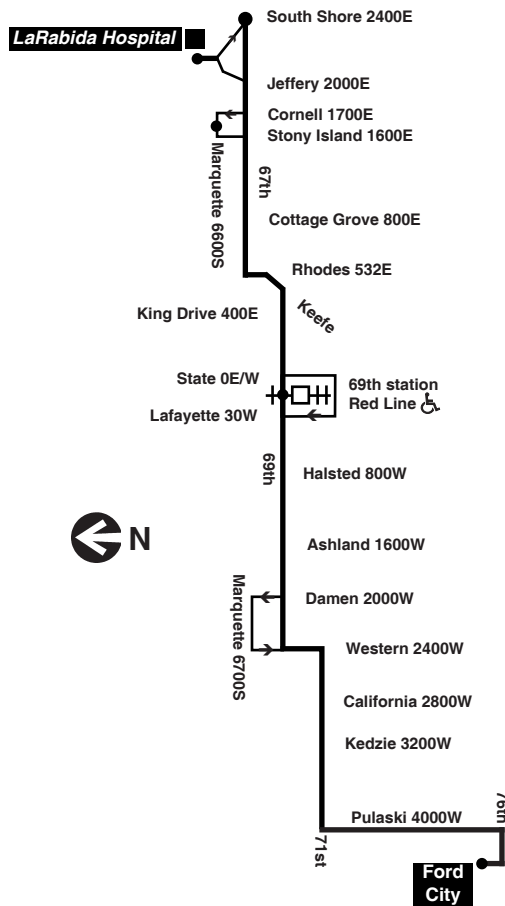 South Shore 2400E
LaRabida Hospital
Jeffery 2000E
Cornell 1700E
Stony Island 1600E
Marquette 6600S
67th
Cottage Grove 800E
Rhodes 532E
Keefe
King Drive 400E
State 0E/W
69th station
Red Line
Lafayette 30W
69th
Halsted 800W
N
Ashland 1600W
Damen 2000W
Marquette 6700S
Western 2400W
California 2800W
Kedzie 3200W
76th
Pulaski 4000W
71st
Ford
City